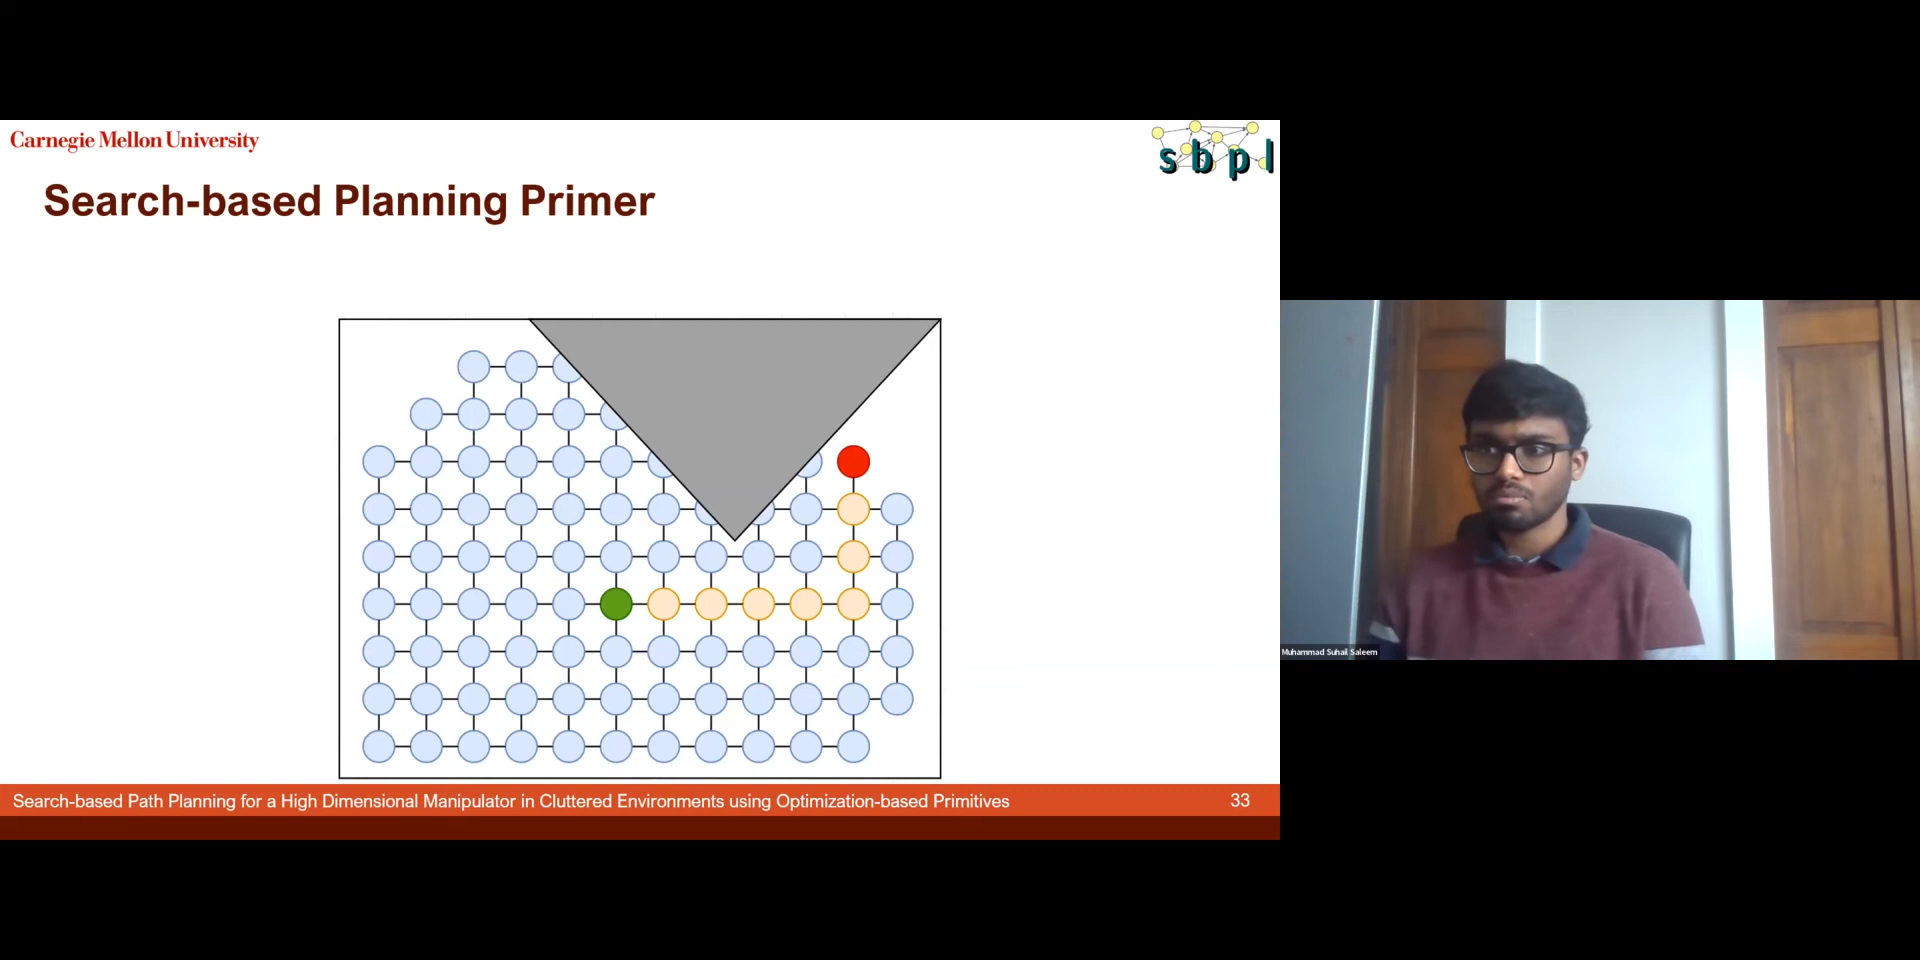 Carnegie Mellon University
sbpl
Search-based Planning Primer
Search-based Path Planning for a High Dimensional Manipulator in Cluttered Environments using Optimization-based Primitives
33
Muhammad Suhail Saleem